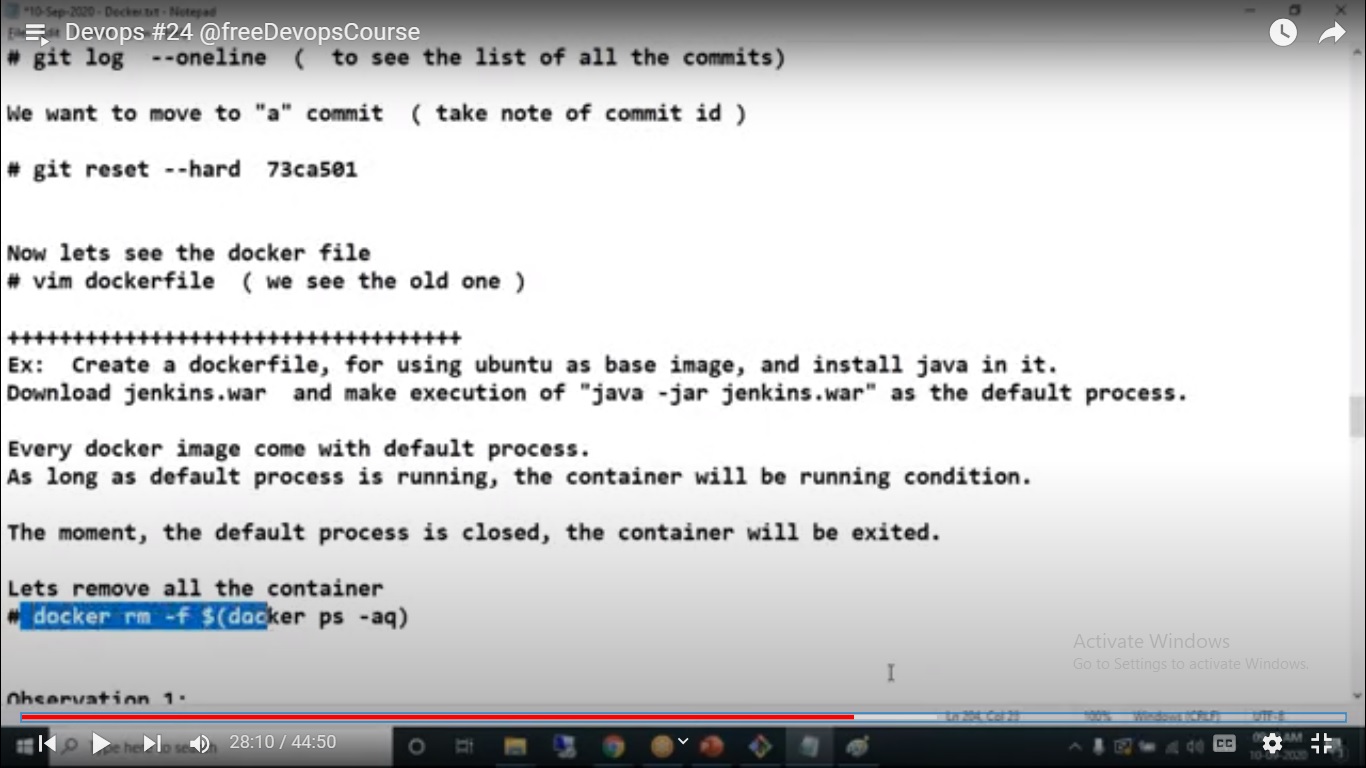 *10-Sep-2020 - Docker.txt - Notepad
Devops #24 @freeDevopsCourse
# git log  --oneline  (  to see the list of all the commits)
We want to move to "a" commit  ( take note of commit id )
# git reset --hard  73ca501
Now lets see the docker file
# vim dockerfile  ( we see the old one )
+++++++++++++++++++++++++++++++++++
Ex:  Create a dockerfile, for using ubuntu as base image, and install java in it.
Download jenkins.war  and make execution of "java -jar jenkins.war" as the default process.
Every docker image come with default process.
As long as default process is running, the container will be running condition.
The moment, the default process is closed, the container will be exited.
Lets remove all the container
# docker rm -f $(docker ps -aq)
Activate Windows
Go to Settings to activate Windows.
Observation 1:
Ln 204, Col 23 100% Windows (CRLF) UTF-8
28:10 / 44:50
CC
10-09-2020